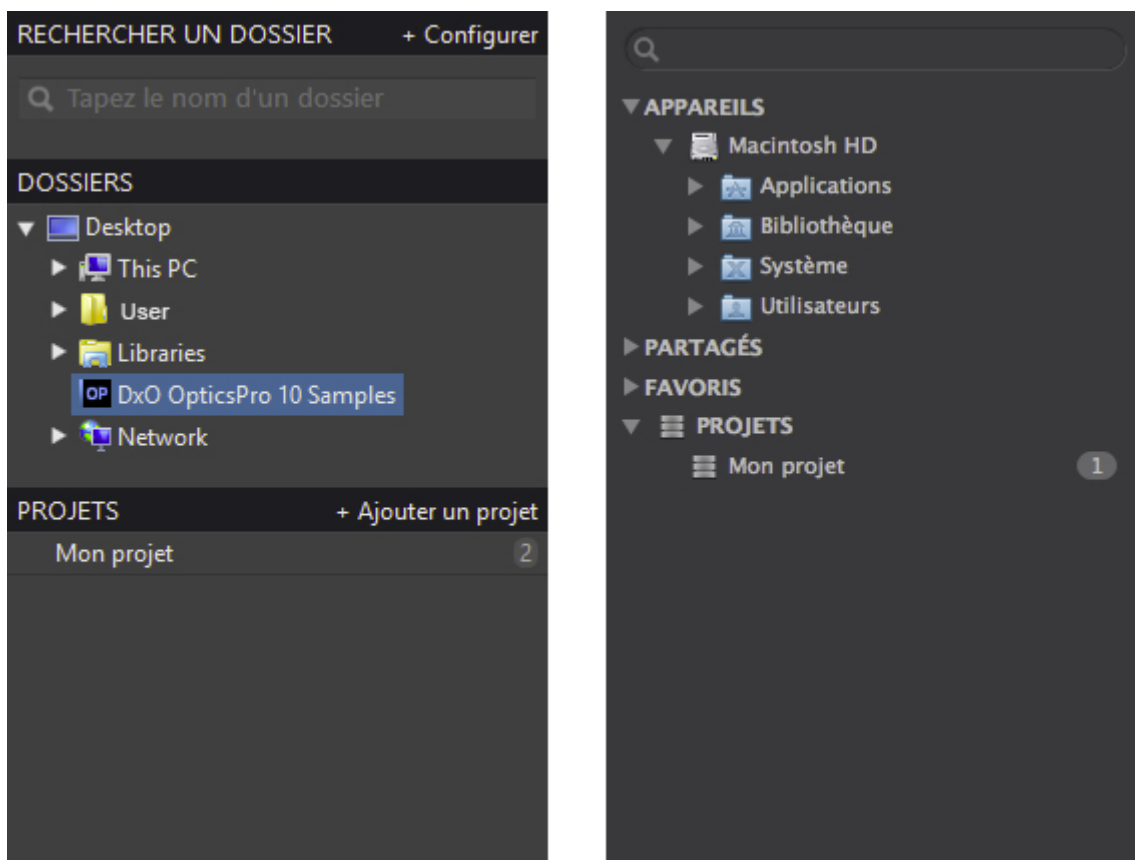 RECHERCHER UN DOSSIER + Configurer
Tapez le nom d'un dossier
DOSSIERS
Desktop
This PC
User
Libraries
OP DxO OpticsPro 10 Samples
Network
PROJETS + Ajouter un projet
Mon projet 2
APPAREILS
Macintosh HD
Applications
Bibliothèque
Système
Utilisateurs
PARTAGÉS
FAVORIS
PROJETS
Mon projet 1